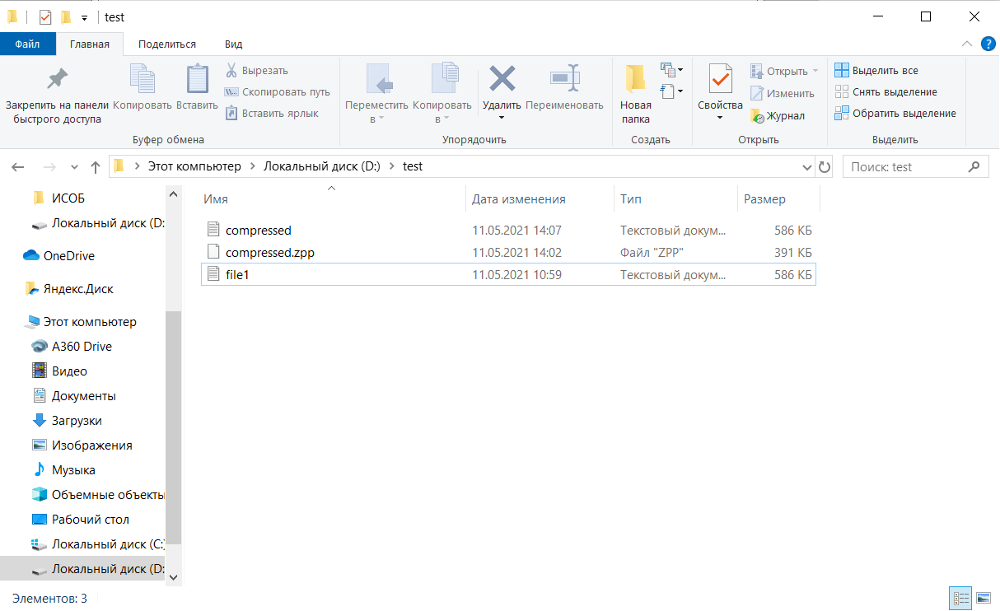 test
Файл
Главная
Поделиться
Вид
Закрепить на панели
быстрого доступа
Копировать
Вставить
Вырезать
Скопировать путь
Вставить ярлык
Буфер обмена
Переместить
в
Копировать
в
Удалить
Переименовать
Упорядочить
Новая
папка
Создать
Свойства
Открыть
Изменить
Журнал
Открыть
Выделить все
Снять выделение
Обратить выделение
Выделить
Этот компьютер > Локальный диск (D:) > test
Поиск: test
ИСОБ
Локальный диск (D:
OneDrive
Яндекс.Диск
Этот компьютер
A360 Drive
Видео
Документы
Загрузки
Изображения
Музыка
Объемные объекты
Рабочий стол
Локальный диск (C:)
Локальный диск (D:
Имя Дата изменения Тип Размер
compressed 11.05.2021 14:07 Текстовый докум... 586 КБ
compressed.zpp 11.05.2021 14:02 Файл "ZPP" 391 КБ
file1 11.05.2021 10:59 Текстовый докум... 586 КБ
Элементов: 3